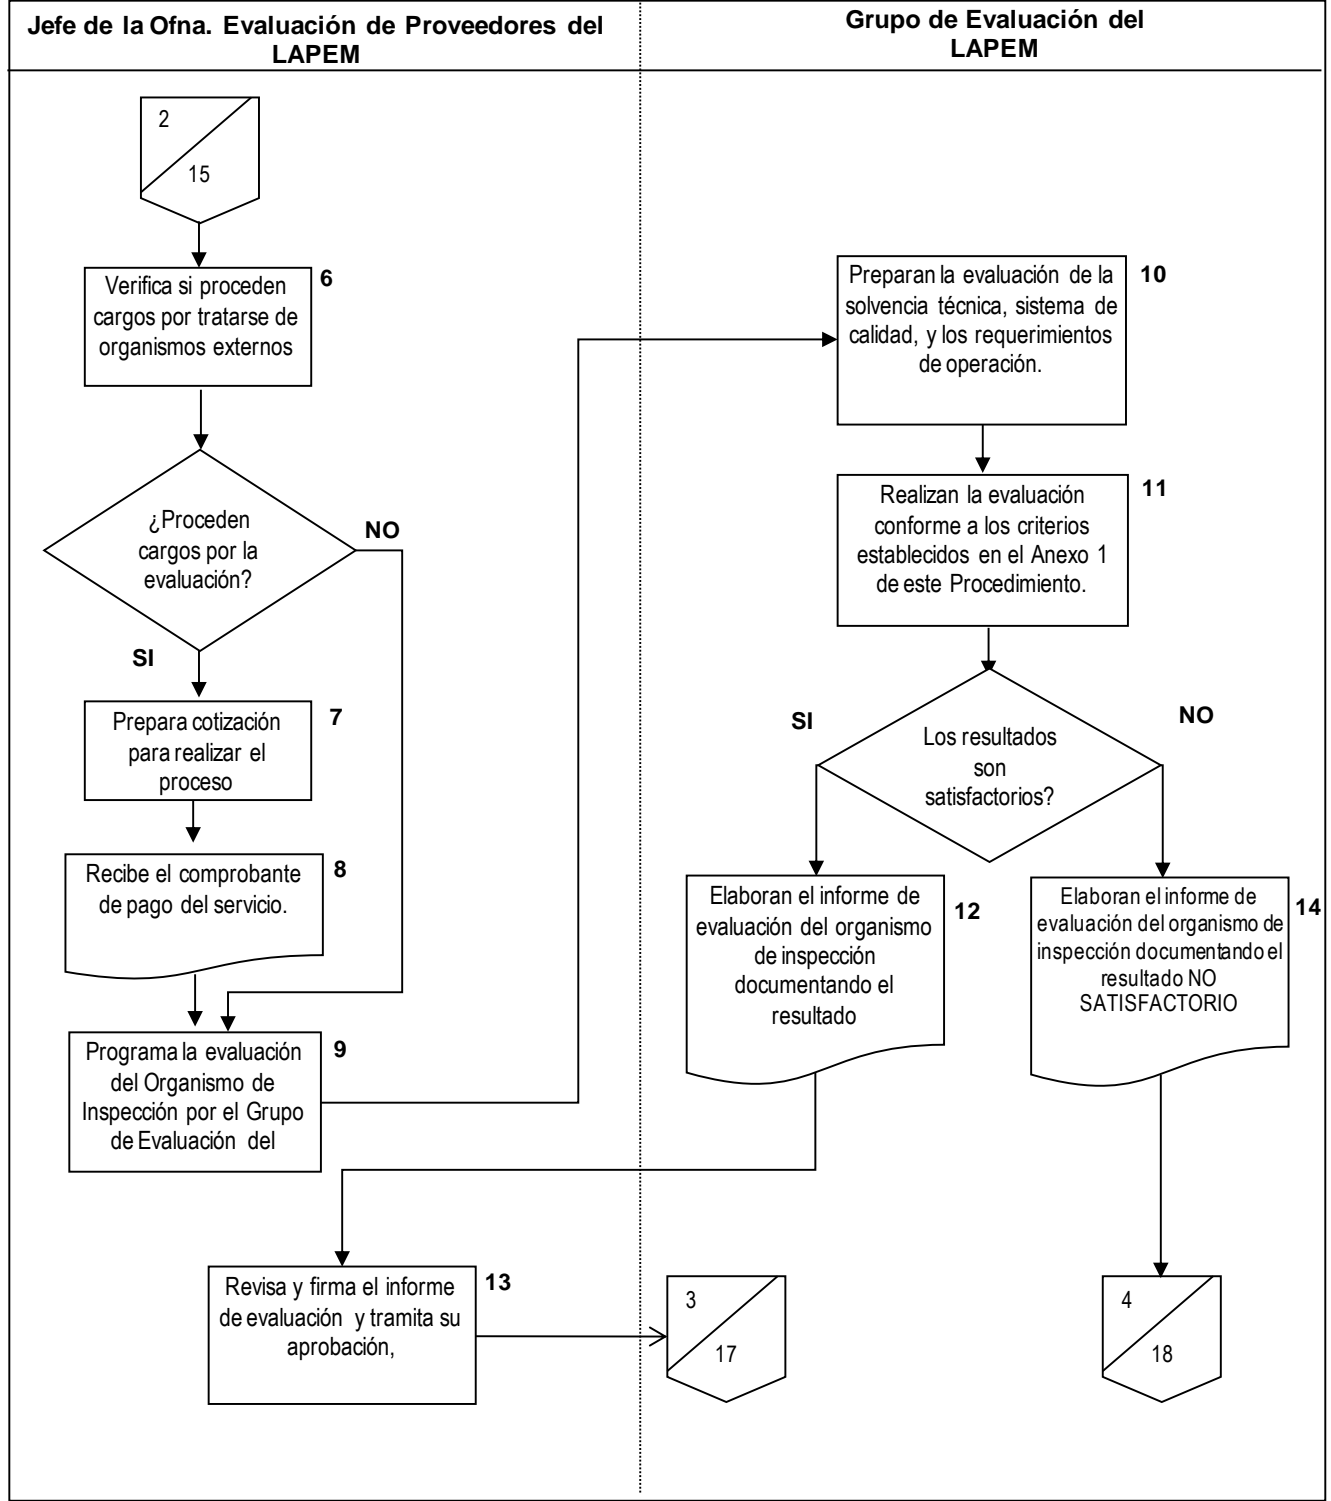 Jefe de la Ofna. Evaluación de Proveedores del
LAPEM
Grupo de Evaluación del
LAPEM
2
15
6
Verifica si proceden
cargos por tratarse de
organismos externos
¿Proceden
cargos por la
evaluación?
NO
SI
7
Prepara cotización
para realizar el
proceso
8
Recibe el comprobante
de pago del servicio.
9
Programa la evaluación
del Organismo de
Inspección por el Grupo
de Evaluación del
10
Preparan la evaluación de la
solvencia técnica, sistema de
calidad, y los requerimientos
de operación.
11
Realizan la evaluación
conforme a los criterios
establecidos en el Anexo 1
de este Procedimiento.
Los resultados
son
satisfactorios?
SI
NO
12
Elaboran el informe de
evaluación del organismo
de inspección
documentando el
resultado
14
Elaboran el informe de
evaluación del organismo de
inspección documentando el
resultado NO
SATISFACTORIO
13
Revisa y firma el informe
de evaluación y tramita su
aprobación,
3
17
4
18